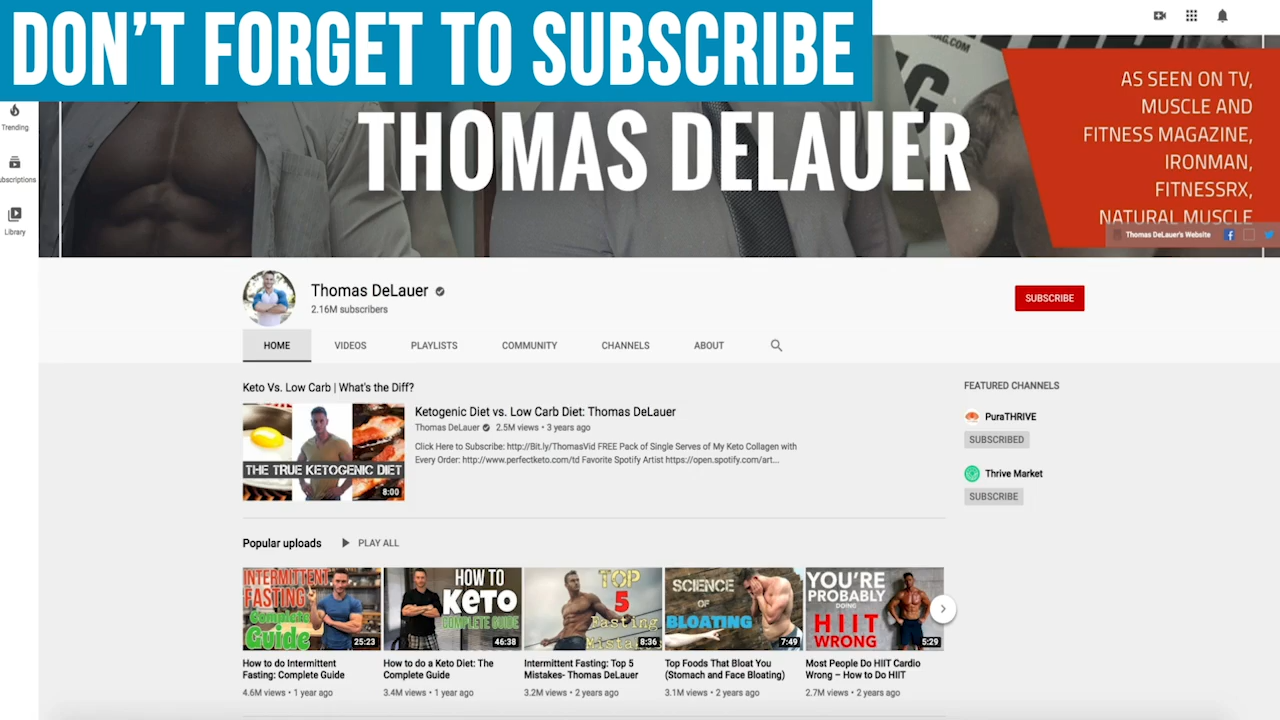 DON'T FORGET TO SUBSCRIBE
AG.COM
AS SEEN ON TV,
MUSCLE AND
FITNESS MAGAZINE,
IRONMAN,
FITNESSRX,
NATURAL MUSCLE
THOMAS DELAUER
Thomas DeLauer's Website
Trending
ubscriptions
Library
Thomas DeLauer
2.16M subscribers
SUBSCRIBE
HOME VIDEOS PLAYLISTS COMMUNITY CHANNELS ABOUT
Keto Vs. Low Carb | What's the Diff?
THE TRUE KETOGENIC DIET
8:00
Ketogenic Diet vs. Low Carb Diet: Thomas DeLauer
Thomas DeLauer 2.5M views • 3 years ago
Click Here to Subscribe: http://Bit.ly/ThomasVid FREE Pack of Single Serves of My Keto Collagen with
Every Order: http://www.perfectketo.com/td Favorite Spotify Artist https://open.spotify.com/art...
FEATURED CHANNELS
PuraTHRIVE
SUBSCRIBED
Thrive Market
SUBSCRIBE
Popular uploads PLAY ALL
INTERMITTENT
FASTING
Complete
Guide
25:23
How to do Intermittent
Fasting: Complete Guide
4.6M views • 1 year ago
HOW TO
Keto
COMPLETE GUIDE
46:38
How to do a Keto Diet: The
Complete Guide
3.4M views • 1 year ago
TOP
5
Fasting
Mistakes
8:36
Intermittent Fasting: Top 5
Mistakes- Thomas DeLauer
3.2M views • 2 years ago
SCIENCE
OF
BLOATING
7:49
Top Foods That Bloat You
(Stomach and Face Bloating)
3.1M views • 2 years ago
YOU'RE
PROBABLY
DOING
HIIT
WRONG
5:29
Most People Do HIIT Cardio
Wrong – How to Do HIIT
2.7M views • 2 years ago